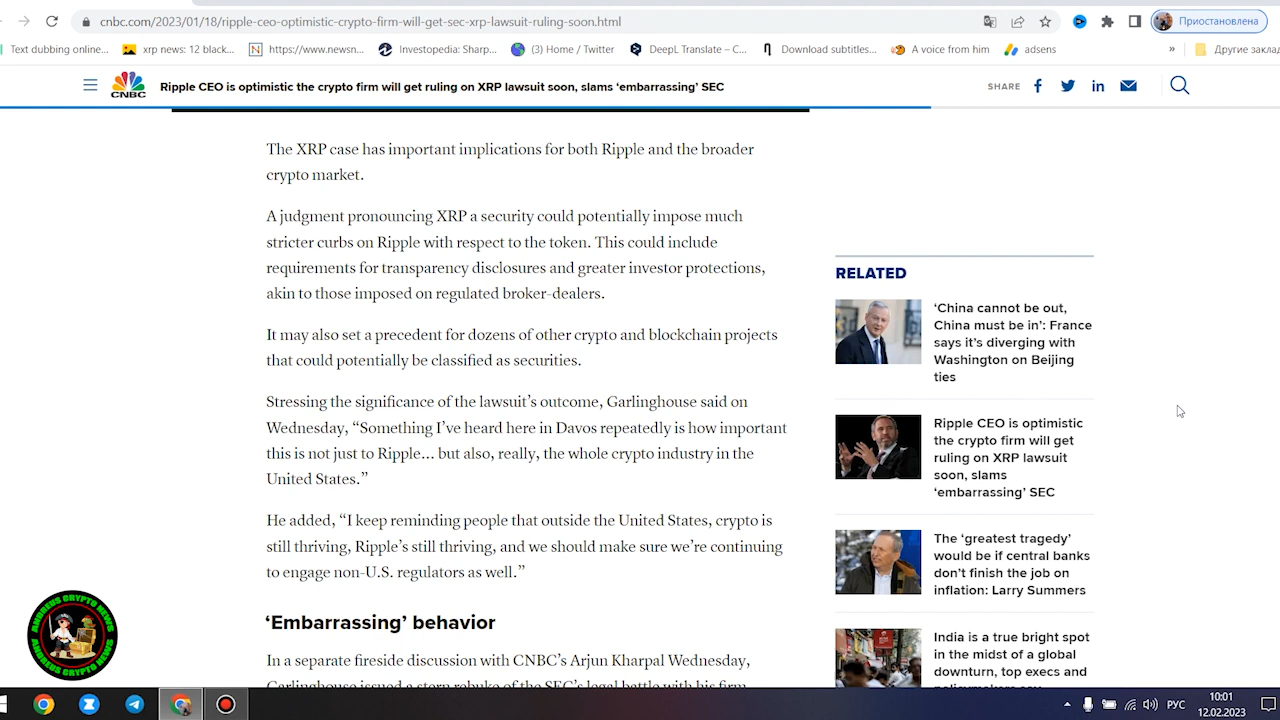 cnbc.com/2023/01/18/ripple-ceo-optimistic-crypto-firm-will-get-sec-xrp-lawsuit-ruling-soon.html
Приостановлена
Text dubbing online...
xrp news: 12 black...
https://www.newsn...
Investopedia: Sharp...
(3) Home / Twitter
DeepL Translate – C...
Download subtitles...
A voice from him
adsens
»
Другие закла
CNBC
Ripple CEO is optimistic the crypto firm will get ruling on XRP lawsuit soon, slams ‘embarrassing’ SEC
SHARE
The XRP case has important implications for both Ripple and the broader
crypto market.
A judgment pronouncing XRP a security could potentially impose much
stricter curbs on Ripple with respect to the token. This could include
requirements for transparency disclosures and greater investor protections,
akin to those imposed on regulated broker-dealers.
It may also set a precedent for dozens of other crypto and blockchain projects
that could potentially be classified as securities.
Stressing the significance of the lawsuit’s outcome, Garlinghouse said on
Wednesday, “Something I’ve heard here in Davos repeatedly is how important
this is not just to Ripple… but also, really, the whole crypto industry in the
United States.”
He added, “I keep reminding people that outside the United States, crypto is
still thriving, Ripple’s still thriving, and we should make sure we’re continuing
to engage non-U.S. regulators as well.”
‘Embarrassing’ behavior
In a separate fireside discussion with CNBC’s Arjun Kharpal Wednesday,
Garlinghouse issued a stern rebuke of the SEC’s legal battle with his firm
RELATED
‘China cannot be out,
China must be in’: France
says it’s diverging with
Washington on Beijing
ties
Ripple CEO is optimistic
the crypto firm will get
ruling on XRP lawsuit
soon, slams
‘embarrassing’ SEC
The ‘greatest tragedy’
would be if central banks
don’t finish the job on
inflation: Larry Summers
India is a true bright spot
in the midst of a global
downturn, top execs and
policymakers say
ANDREUS CRYPTO NEWS
ANDREUS CRYPTO NEWS
РУС
10:01
12.02.2023